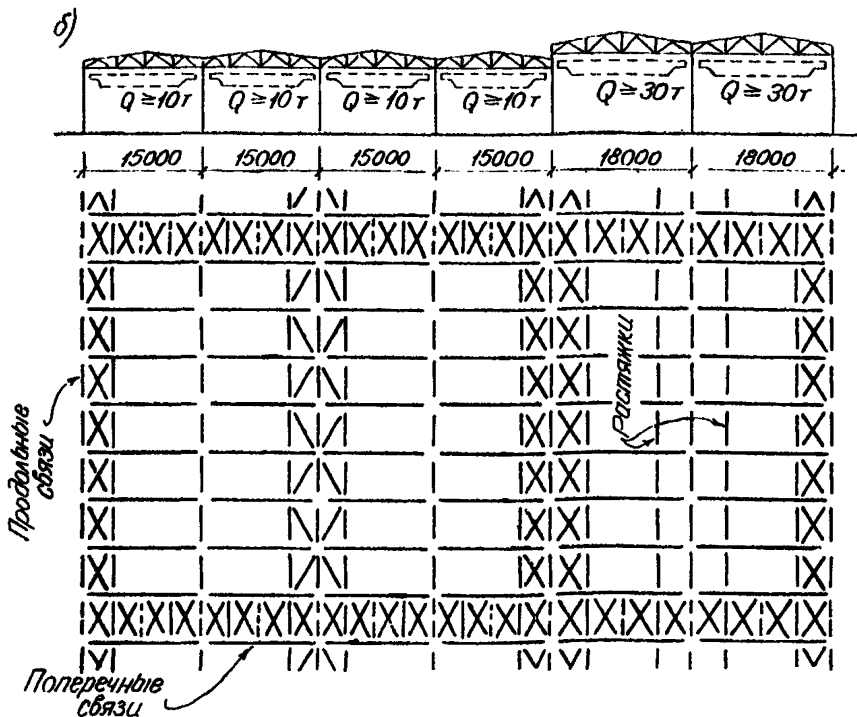 б)
Q ≥ 10 т Q ≥ 10 т Q ≥ 10 т Q ≥ 10 т Q ≥ 30 т Q ≥ 30 т
15000 15000 15000 15000 18000 18000
Продольные
связи
Растяжки
Поперечные
связи